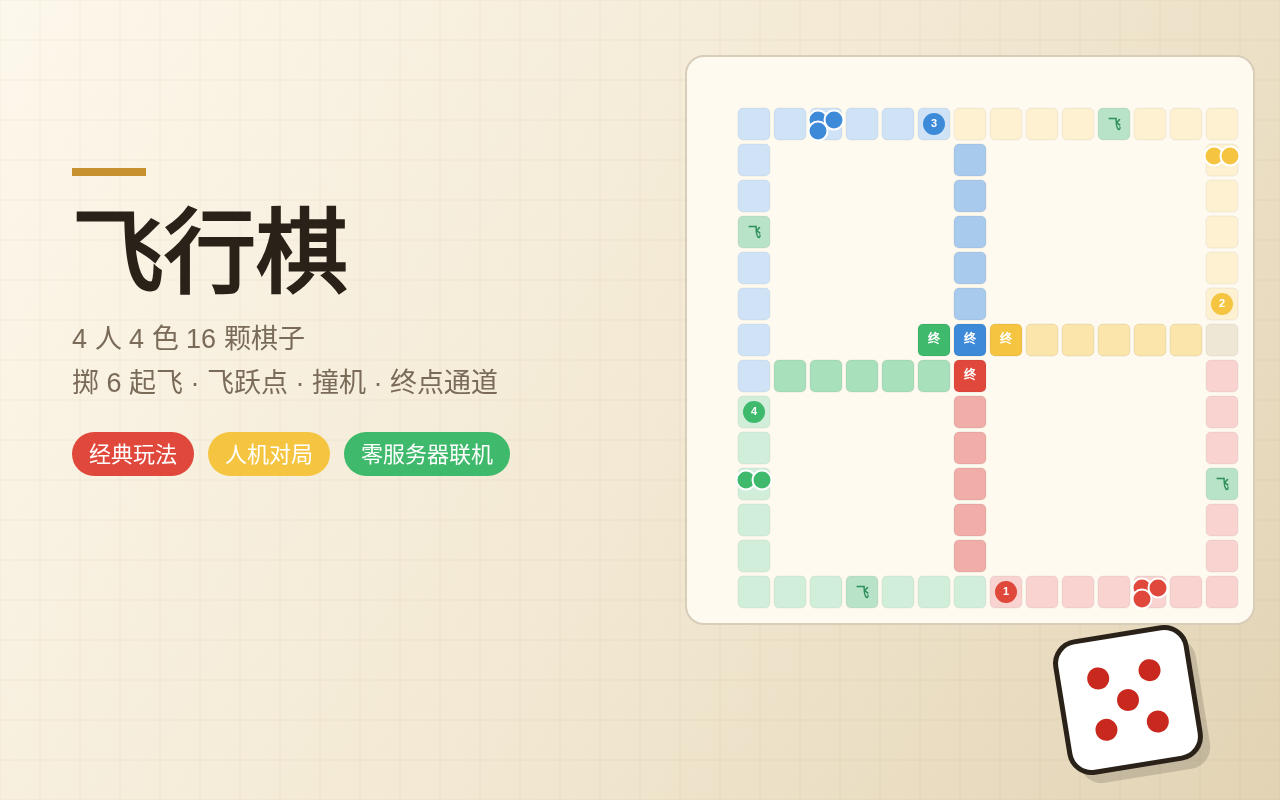 飞行棋
4 人 4 色 16 颗棋子
掷 6 起飞 · 飞跃点 · 撞机 · 终点通道
经典玩法 人机对局 零服务器联机
3 飞
飞
2
终 终 终
终
4
飞
飞 1